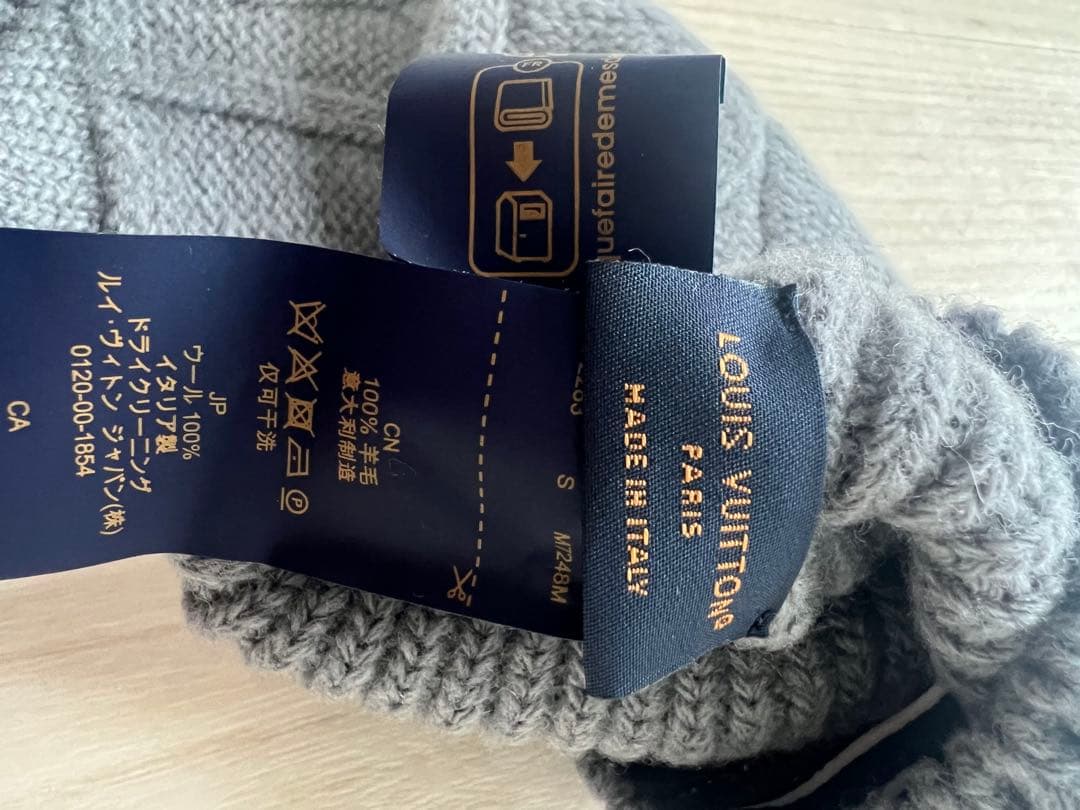 LOUIS VUITTON®
PARIS
MADE IN ITALY
S
M7248M
CN
100% 羊毛
意大利制造
P
仅可干洗
JP
ウール 100%
イタリア製
ドライクリーニング
ルイ・ヴィトン ジャパン(株)
0120-00-1854
CA
FR
uefairedemesd